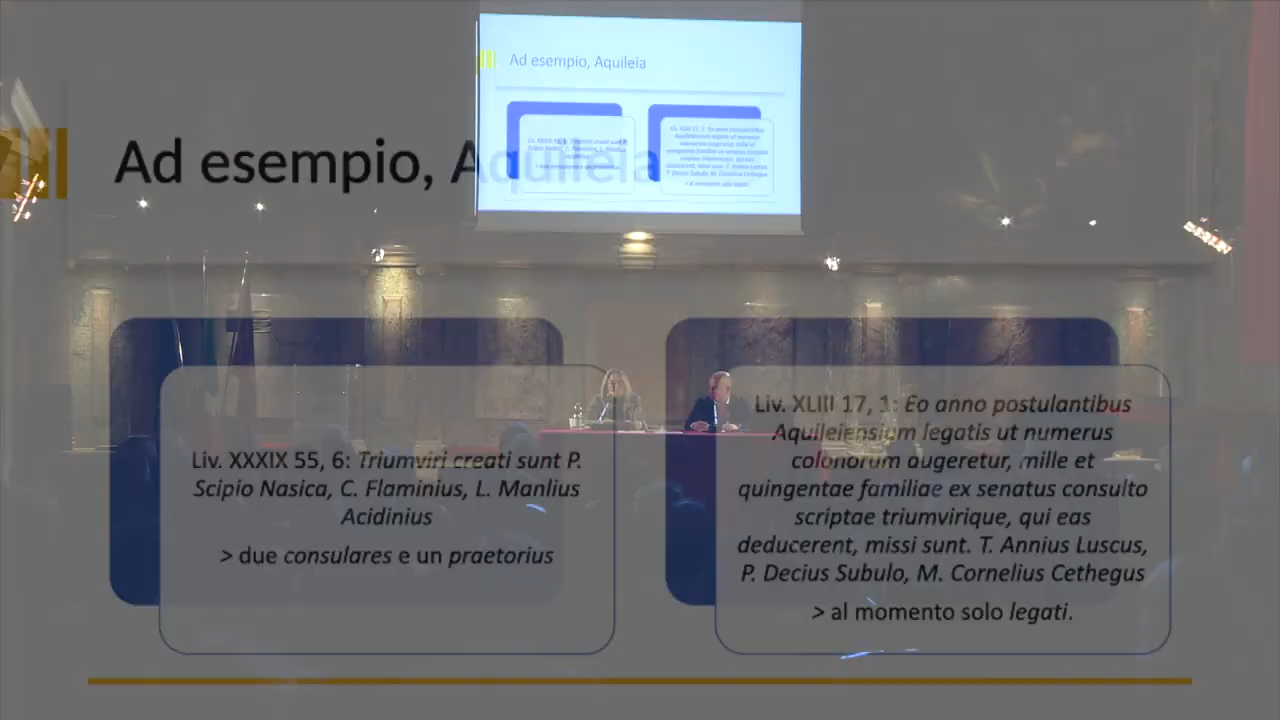 Ad esempio, Aquileia
Ad esempio, Aquileia
Liv. XXXIX 55, 6: Triumviri creati sunt P.
Scipio Nasica, C. Flaminius, L. Manlius
Acidinius
> due consulares e un praetorius
Liv. XLIII 17, 1: Eo anno postulantibus
Aquileiensium legatis ut numerus
colonorum augeretur, mille et
quingentae familiae ex senatus consulto
scriptae triumvirique, qui eas
deducerent, missi sunt. T. Annius Luscus,
P. Decius Subulo, M. Cornelius Cethegus
> al momento solo legati.